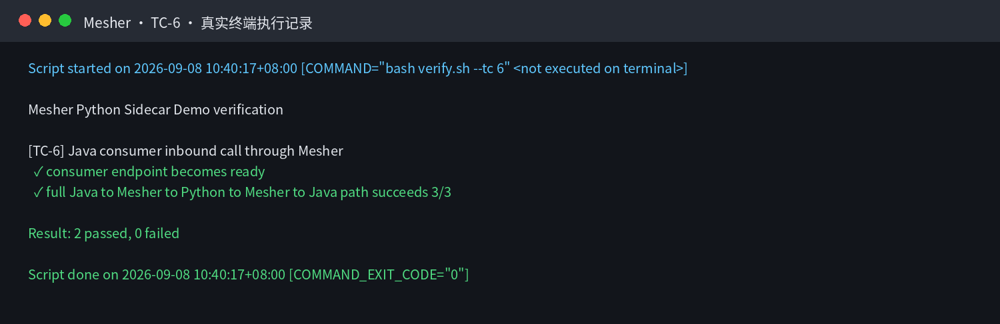 Mesher · TC-6 · 真实终端执行记录
Script started on 2026-09-08 10:40:17+08:00 [COMMAND="bash verify.sh --tc 6" <not executed on terminal>]
Mesher Python Sidecar Demo verification
[TC-6] Java consumer inbound call through Mesher
✓ consumer endpoint becomes ready
✓ full Java to Mesher to Python to Mesher to Java path succeeds 3/3
Result: 2 passed, 0 failed
Script done on 2026-09-08 10:40:17+08:00 [COMMAND_EXIT_CODE="0"]